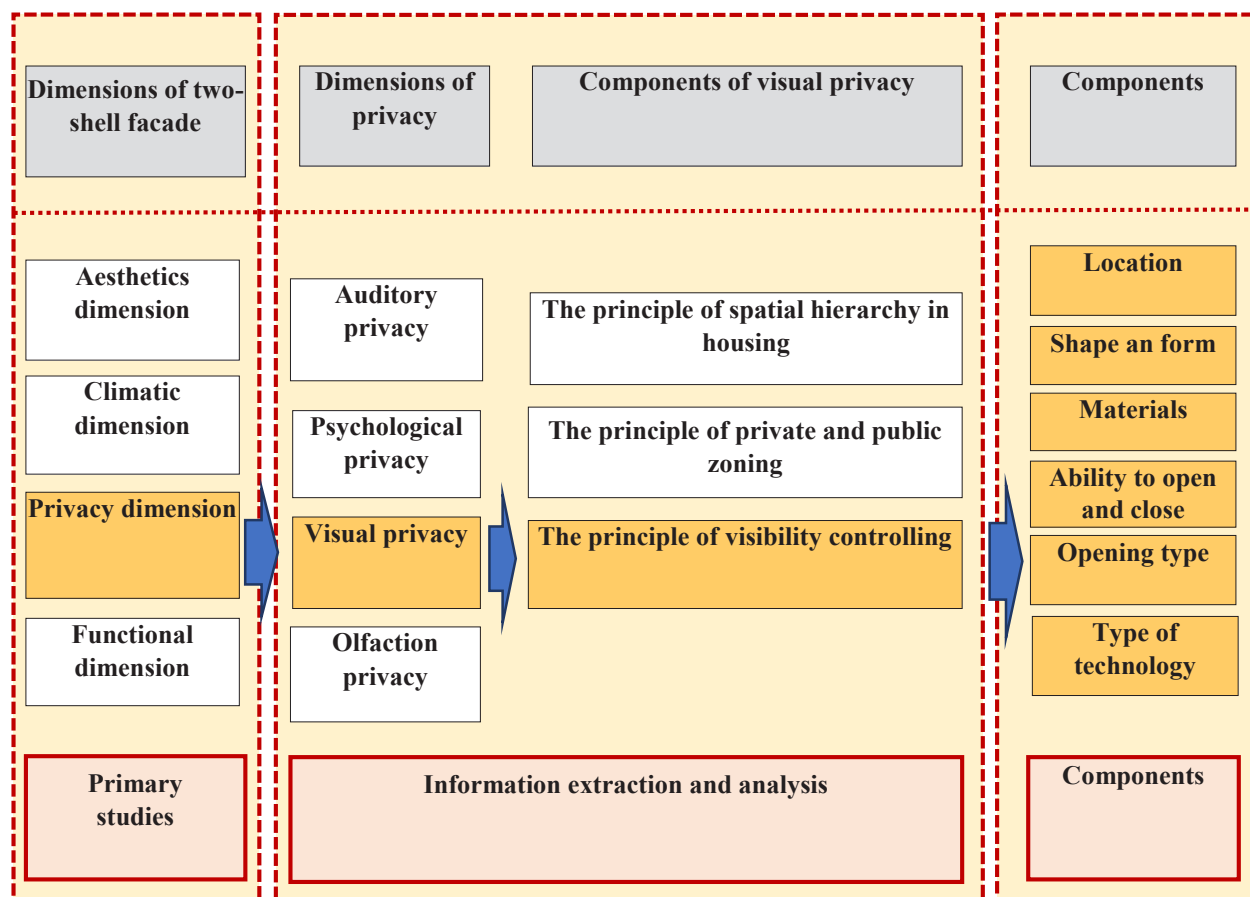 Dimensions of two-
shell facade
Dimensions of
privacy
Components of visual privacy
Components
Aesthetics
dimension
Climatic
dimension
Privacy dimension
Functional
dimension
Auditory
privacy
Psychological
privacy
Visual privacy
Olfaction
privacy
The principle of spatial hierarchy in
housing
The principle of private and public
zoning
The principle of visibility controlling
Location
Shape an form
Materials
Ability to open
and close
Opening type
Type of
technology
Primary
studies
Information extraction and analysis
Components